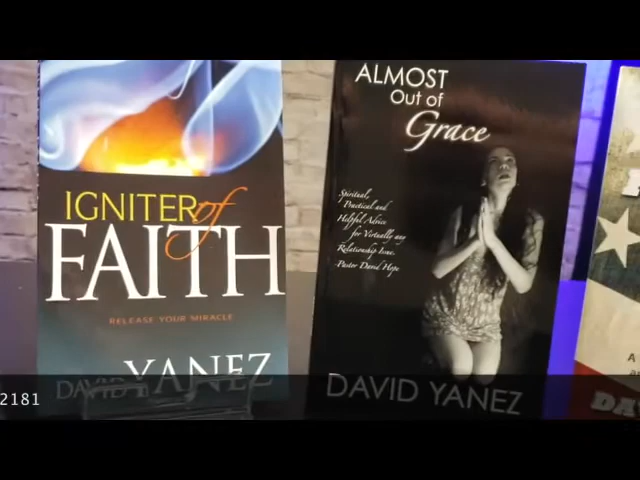 IGNITER of
FAITH
RELEASE YOUR MIRACLE
DAVID YANEZ
2181
ALMOST
Out of
Grace
Spiritual,
Practical and
Helpful Advice
for Virtually any
Relationship Issue.
Pastor David Hope
DAVID YANEZ
A
DA